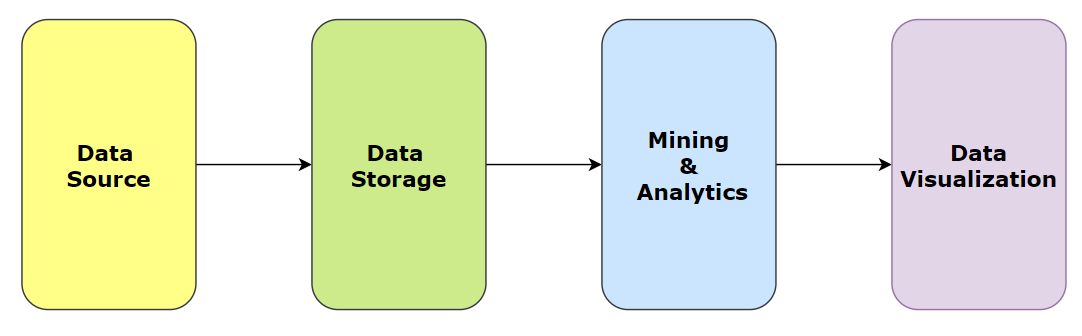 Data
Source
Data
Storage
Mining
&
Analytics
Data
Visualization